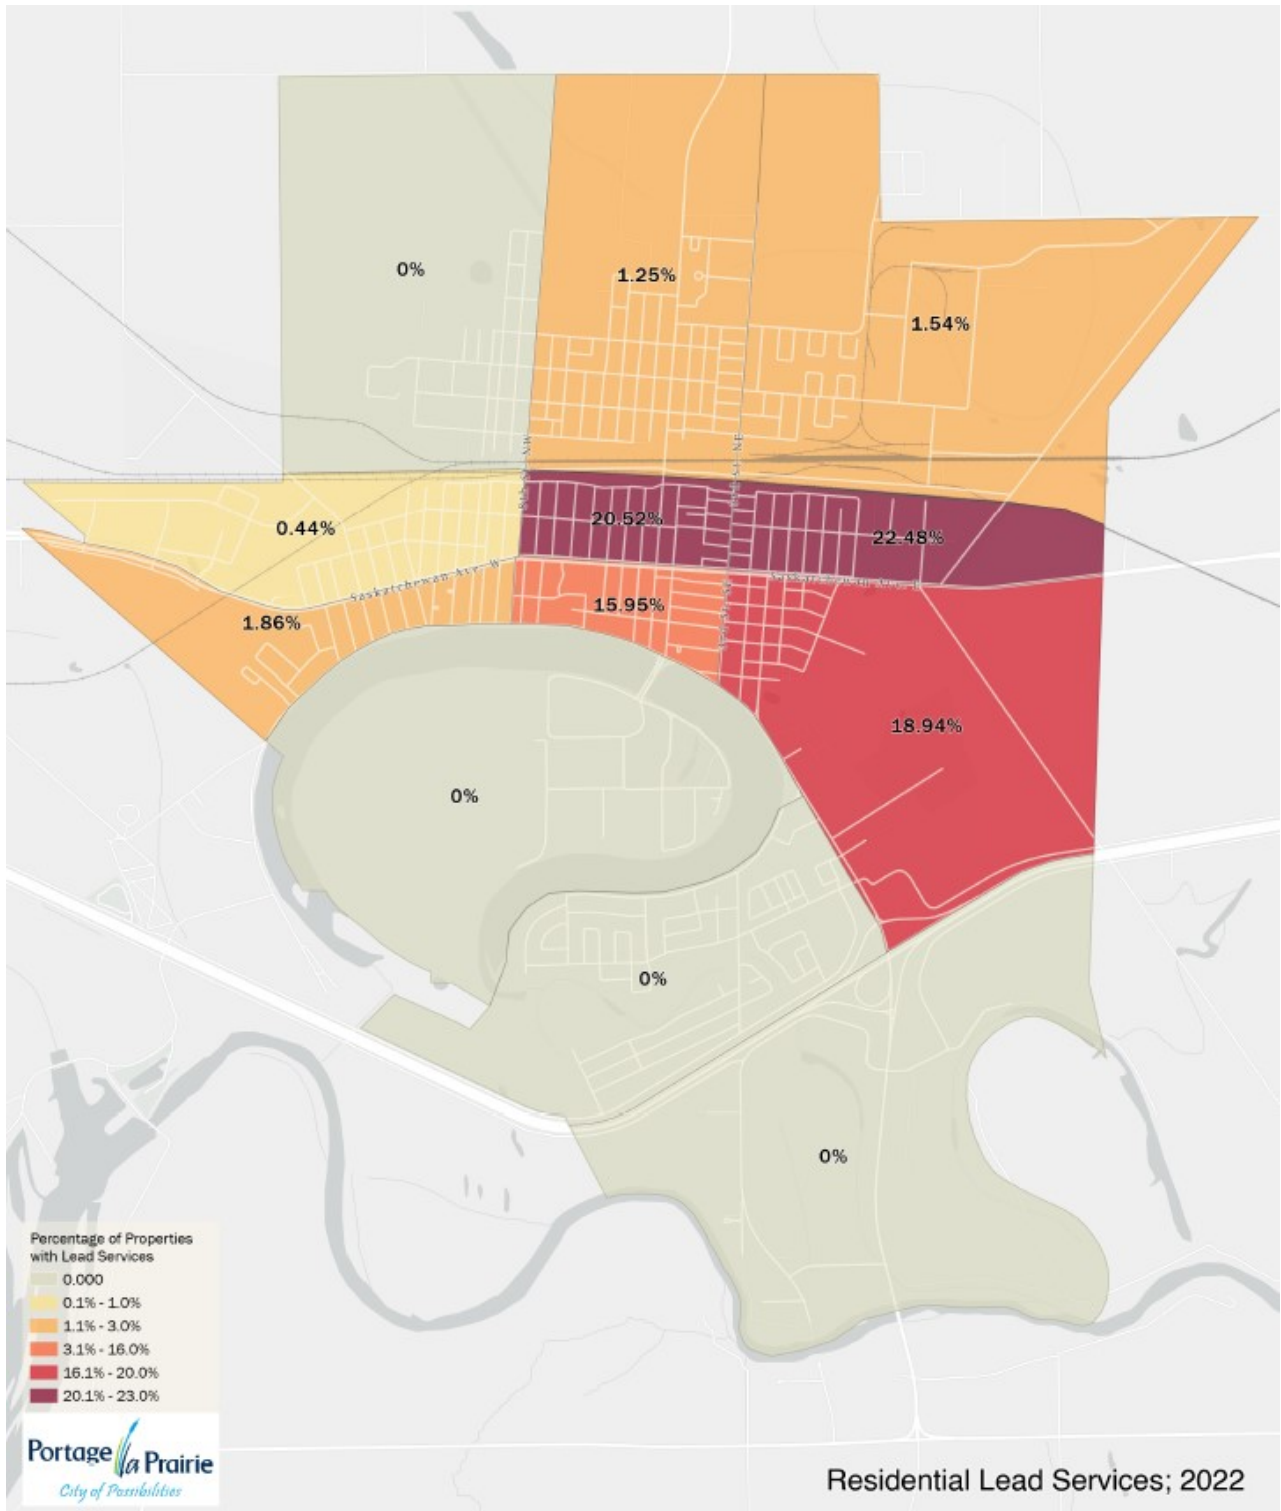 0%
1.25%
1.54%
0.44%
20.52%
22.48%
Saskatchewan Ave. W
Saskatchewan Ave. E
1.86%
15.95%
18.94%
0%
0%
0%
Percentage of Properties
with Lead Services
0.000
0.1% - 1.0%
1.1% - 3.0%
3.1% - 16.0%
16.1% - 20.0%
20.1% - 23.0%
Portage la Prairie
City of Possibilities
Residential Lead Services; 2022